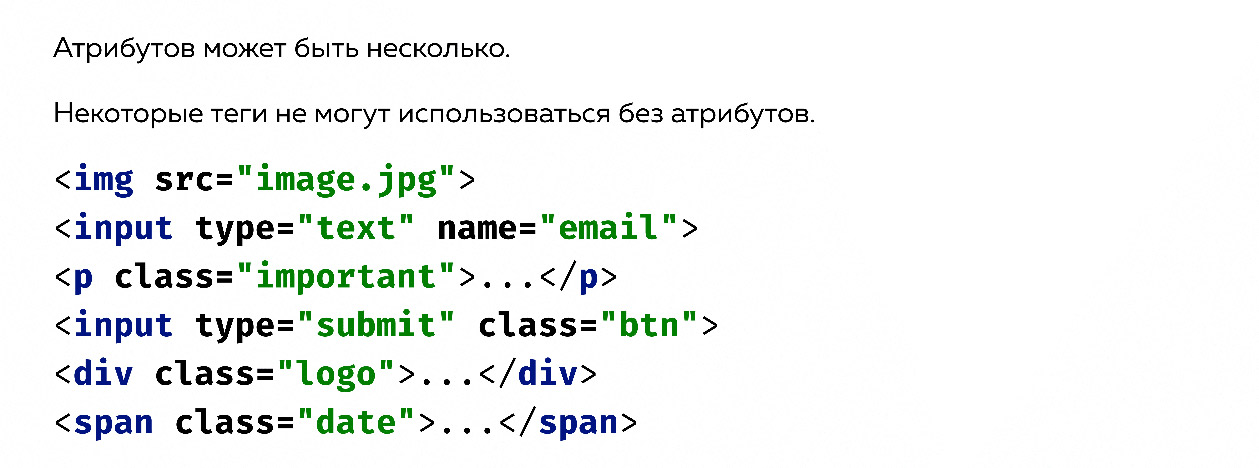 Атрибутов может быть несколько.
Некоторые теги не могут использоваться без атрибутов.
<img src="image.jpg">
<input type="text" name="email">
<p class="important">...</p>
<input type="submit" class="btn">
<div class="logo">...</div>
<span class="date">...</span>